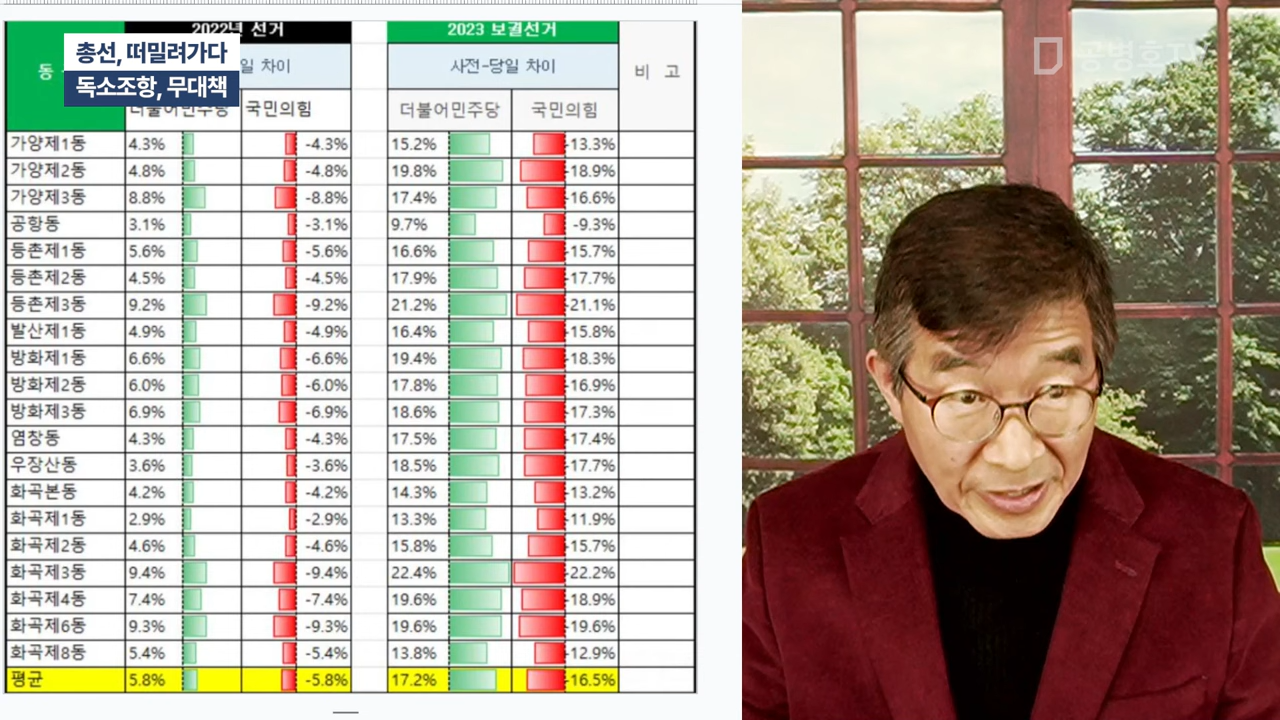 2022년 선거 2023 보궐선거
총선, 떠밀려가다
독소조항, 무대책
동 일 차이 사전-당일 차이 비 고
더불어민주당 국민의힘 더불어민주당 국민의힘
가양제1동 4.3% -4.3% 15.2% -13.3%
가양제2동 4.8% -4.8% 19.8% -18.9%
가양제3동 8.8% -8.8% 17.4% -16.6%
공항동 3.1% -3.1% 9.7% -9.3%
등촌제1동 5.6% -5.6% 16.6% -15.7%
등촌제2동 4.5% -4.5% 17.9% -17.7%
등촌제3동 9.2% -9.2% 21.2% -21.1%
발산제1동 4.9% -4.9% 16.4% -15.8%
방화제1동 6.6% -6.6% 19.4% -18.3%
방화제2동 6.0% -6.0% 17.8% -16.9%
방화제3동 6.9% -6.9% 18.6% -17.3%
염창동 4.3% -4.3% 17.5% -17.4%
우장산동 3.6% -3.6% 18.5% -17.7%
화곡본동 4.2% -4.2% 14.3% -13.2%
화곡제1동 2.9% -2.9% 13.3% -11.9%
화곡제2동 4.6% -4.6% 15.8% -15.7%
화곡제3동 9.4% -9.4% 22.4% -22.2%
화곡제4동 7.4% -7.4% 19.6% -18.9%
화곡제6동 9.3% -9.3% 19.6% -19.6%
화곡제8동 5.4% -5.4% 13.8% -12.9%
평균 5.8% -5.8% 17.2% -16.5%
공병호TV